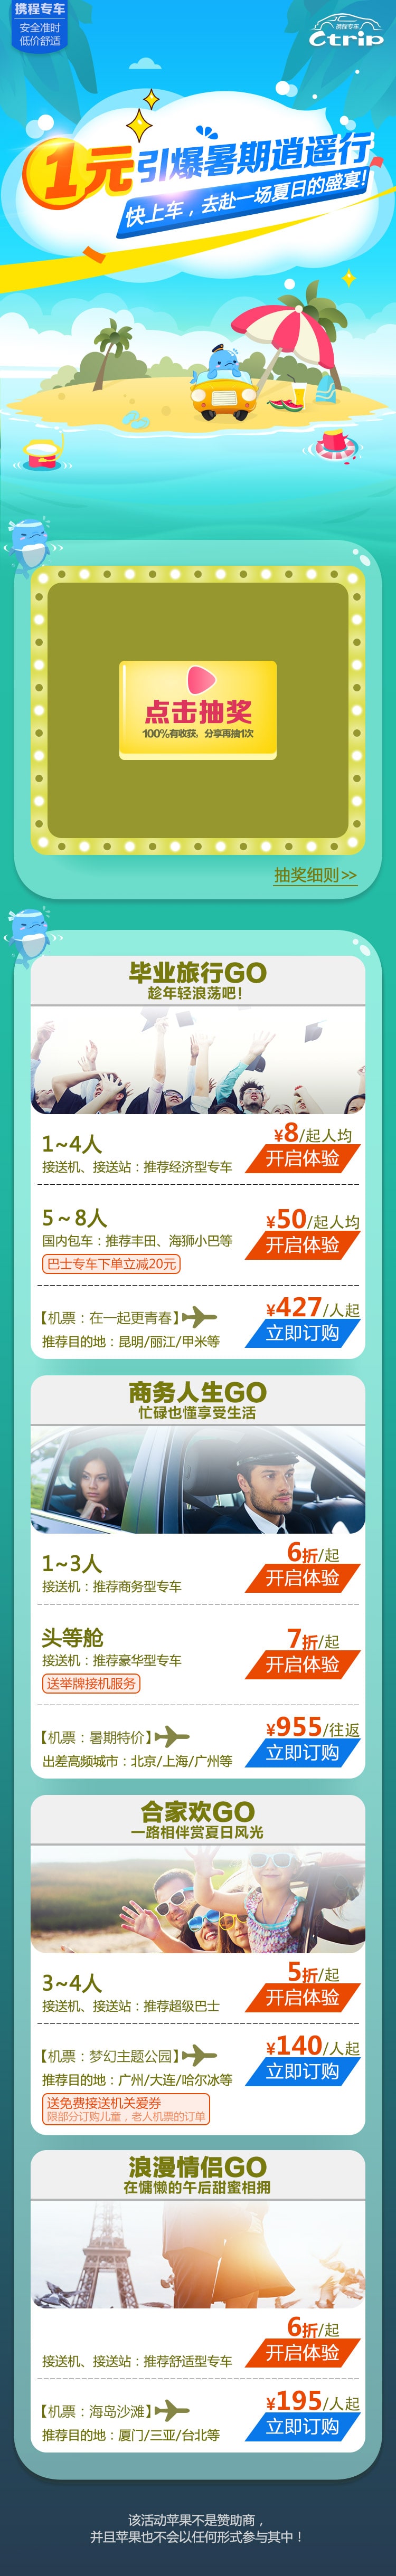 携程专车
安全准时
低价舒适
携程专车
Ctrip
1元引爆暑期逍遥行
快上车，去赴一场夏日的盛宴!
点击抽奖
100%有收获，分享再抽1次
抽奖细则>>
毕业旅行GO
趁年轻浪荡吧！
1~4人
¥8/起人均
接送机、接送站：推荐经济型专车
开启体验
5~8人
¥50/起人均
国内包车：推荐丰田、海狮小巴等
开启体验
巴士专车下单立减20元
【机票：在一起更青春】
¥427/人起
推荐目的地：昆明/丽江/甲米等
立即订购
商务人生GO
忙碌也懂享受生活
1~3人
6折/起
接送机：推荐商务型专车
开启体验
头等舱
7折/起
接送机：推荐豪华型专车
开启体验
送举牌接机服务
【机票：暑期特价】
¥955/往返
出差高频城市：北京/上海/广州等
立即订购
合家欢GO
一路相伴赏夏日风光
3~4人
5折/起
接送机、接送站：推荐超级巴士
开启体验
【机票：梦幻主题公园】
¥140/人起
推荐目的地：广州/大连/哈尔冰等
立即订购
送免费接送机关爱券
限部分订购儿童，老人机票的订单
浪漫情侣GO
在慵懒的午后甜蜜相拥
6折/起
接送机、接送站：推荐舒适型专车
开启体验
【机票：海岛沙滩】
¥195/人起
推荐目的地：厦门/三亚/台北等
立即订购
该活动苹果不是赞助商，
并且苹果也不会以任何形式参与其中！